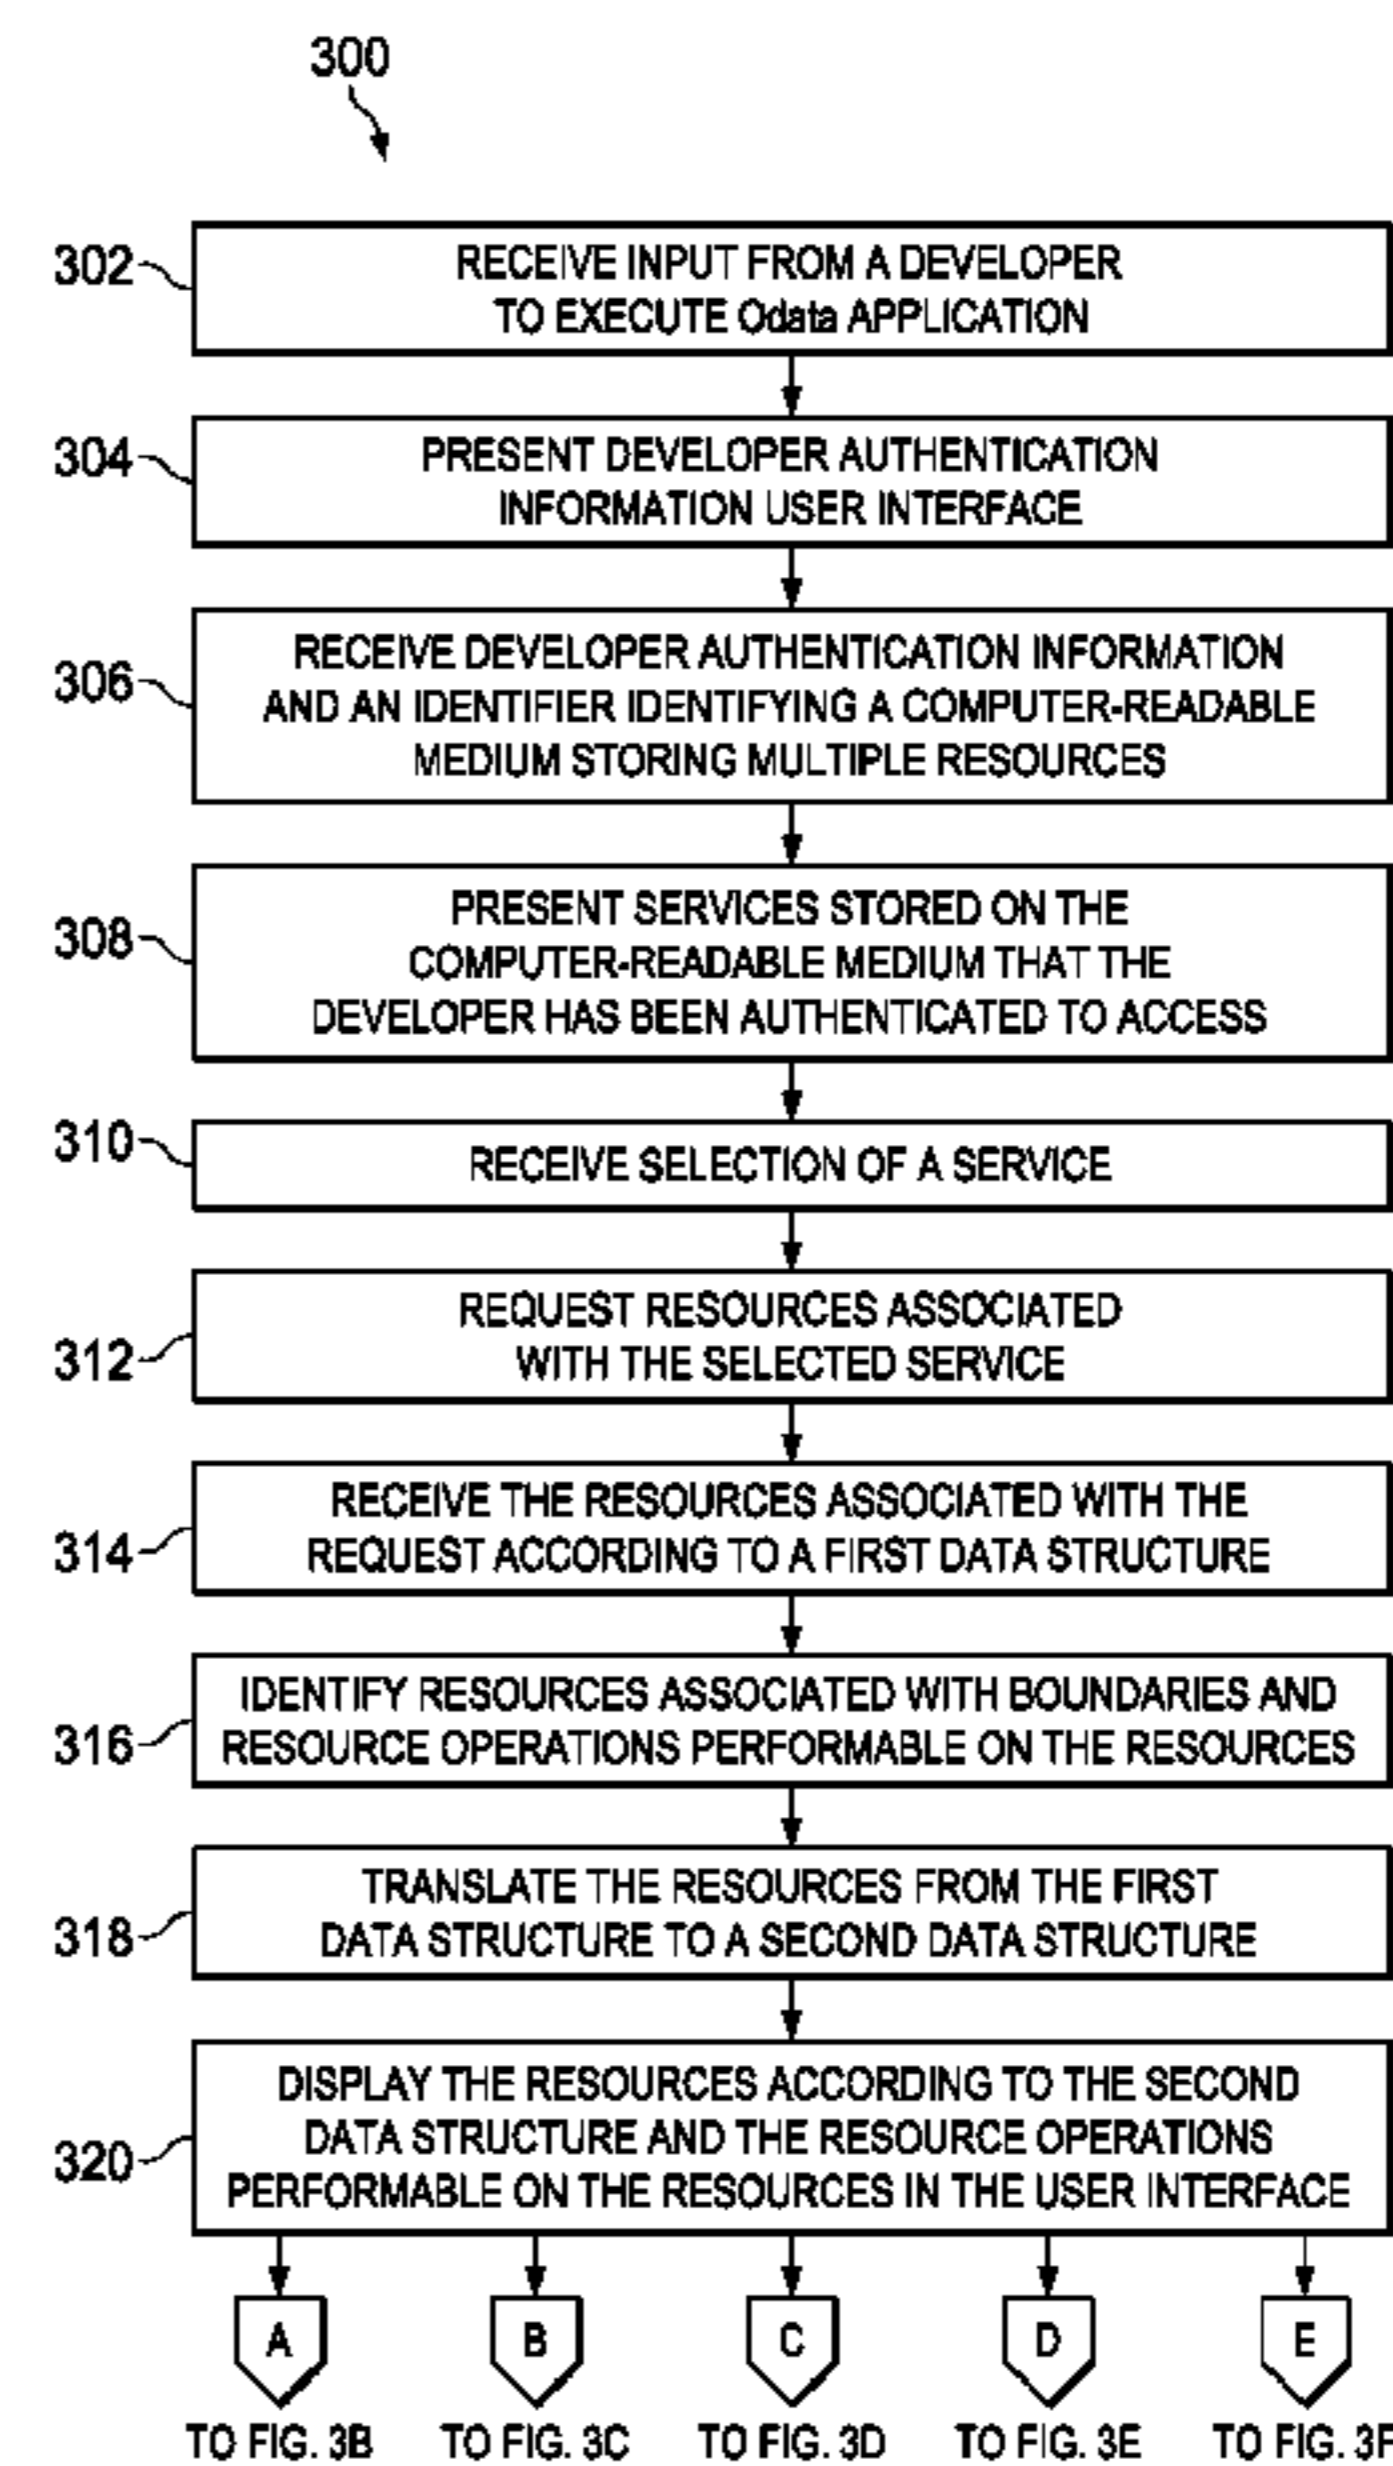 300
302
RECEIVE INPUT FROM A DEVELOPER
TO EXECUTE Odata APPLICATION
304
PRESENT DEVELOPER AUTHENTICATION
INFORMATION USER INTERFACE
306
RECEIVE DEVELOPER AUTHENTICATION INFORMATION
AND AN IDENTIFIER IDENTIFYING A COMPUTER-READABLE
MEDIUM STORING MULTIPLE RESOURCES
308
PRESENT SERVICES STORED ON THE
COMPUTER-READABLE MEDIUM THAT THE
DEVELOPER HAS BEEN AUTHENTICATED TO ACCESS
310
RECEIVE SELECTION OF A SERVICE
312
REQUEST RESOURCES ASSOCIATED
WITH THE SELECTED SERVICE
314
RECEIVE THE RESOURCES ASSOCIATED WITH THE
REQUEST ACCORDING TO A FIRST DATA STRUCTURE
316
IDENTIFY RESOURCES ASSOCIATED WITH BOUNDARIES AND
RESOURCE OPERATIONS PERFORMABLE ON THE RESOURCES
318
TRANSLATE THE RESOURCES FROM THE FIRST
DATA STRUCTURE TO A SECOND DATA STRUCTURE
320
DISPLAY THE RESOURCES ACCORDING TO THE SECOND
DATA STRUCTURE AND THE RESOURCE OPERATIONS
PERFORMABLE ON THE RESOURCES IN THE USER INTERFACE
A
B
C
D
E
TO FIG. 3B
TO FIG. 3C
TO FIG. 3D
TO FIG. 3E
TO FIG. 3F